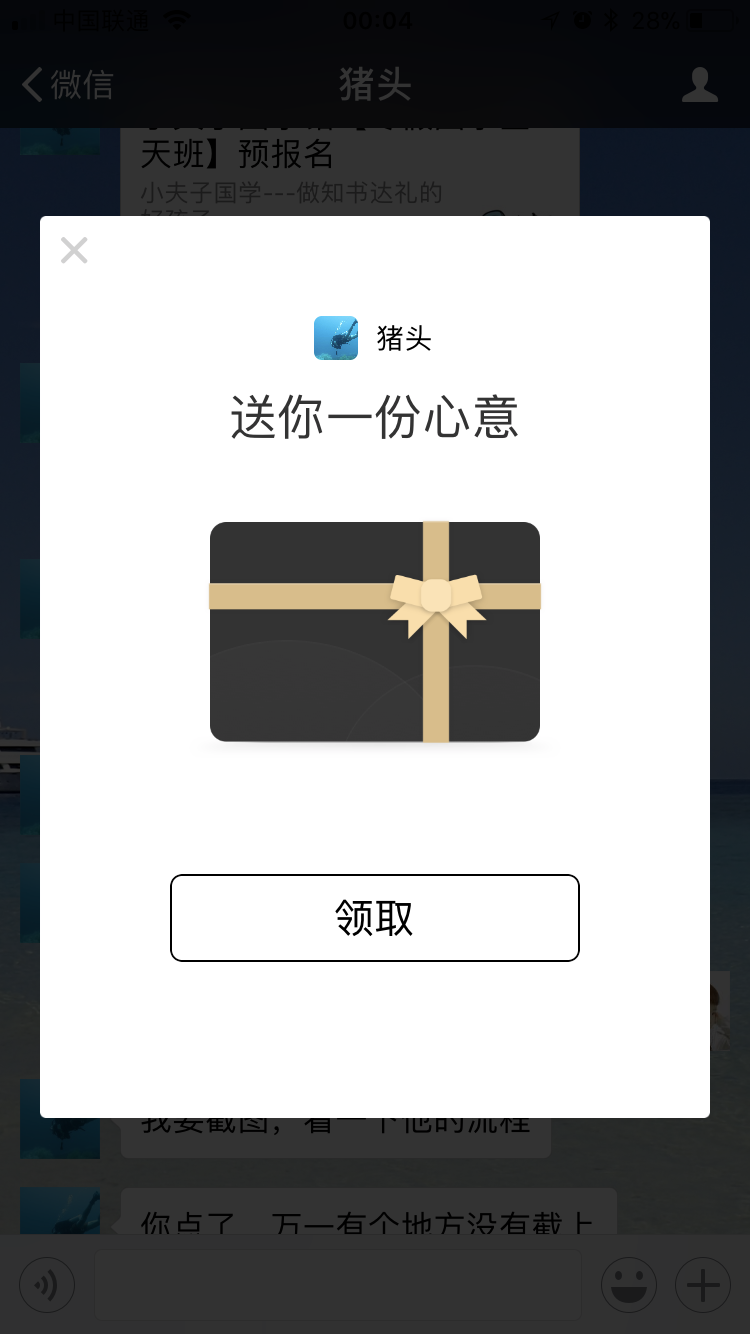 中国联通
00:04
28%
微信
猪头
天班】预报名
小夫子国学---做知书达礼的
好孩子
猪头
送你一份心意
领取
我要截图，看一下他的流程
你点了，万一有个地方没有截上